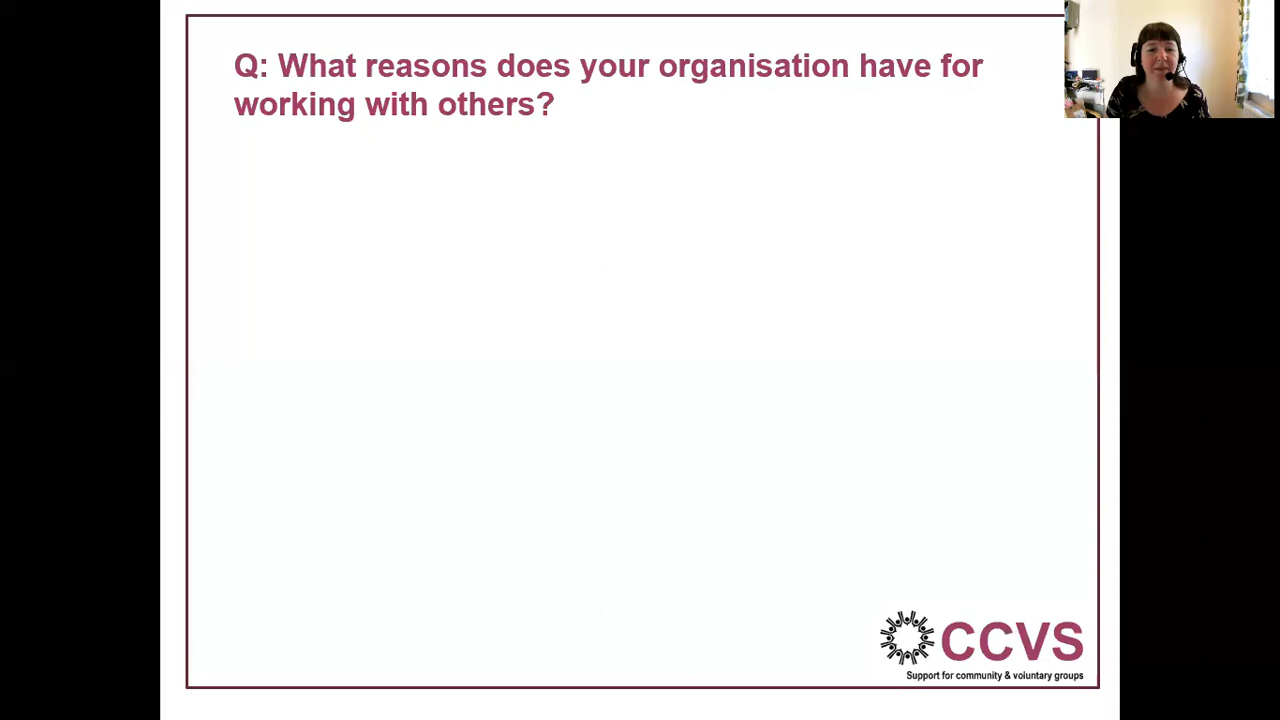 Q: What reasons does your organisation have for
working with others?
CCVS
Support for community & voluntary groups